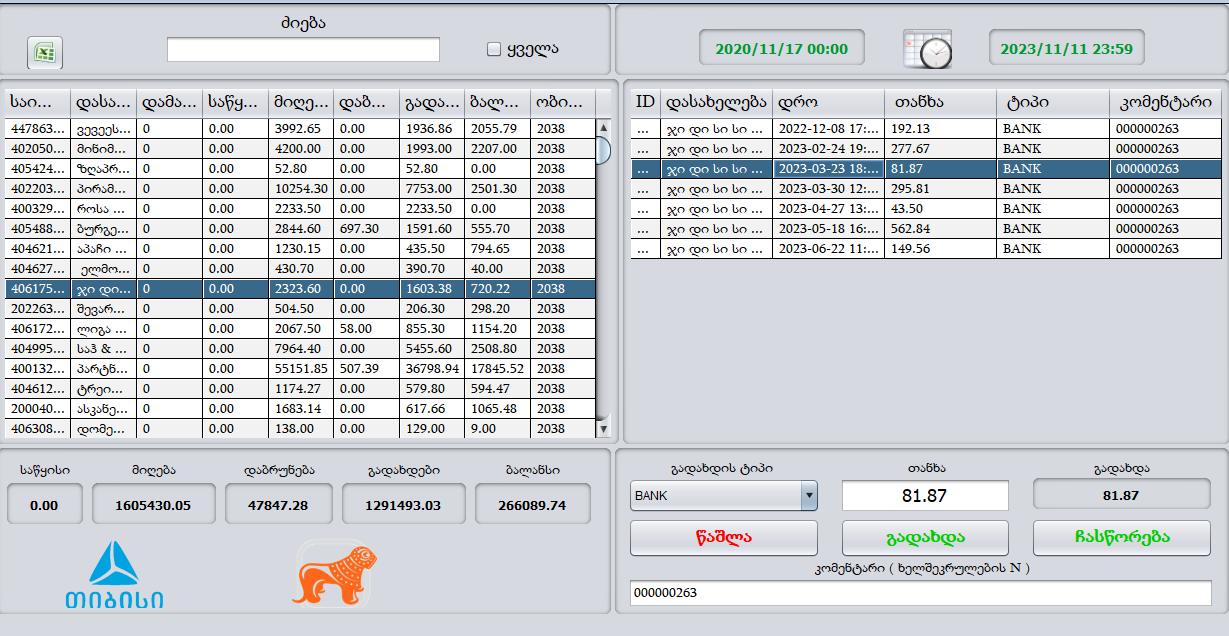 ძიება
ყველა
2020/11/17 00:00
2023/11/11 23:59
საი... დასა... დამა... საწყ... მიღე... დაბ... გადა... ბალ... ობი...
447863... ვევეეს... 0 0.00 3992.65 0.00 1936.86 2055.79 2038
402050... მინიმ... 0 0.00 4200.00 0.00 1993.00 2207.00 2038
405424... ზღაპრ... 0 0.00 52.80 0.00 52.80 0.00 2038
402203... პირამ... 0 0.00 10254.30 0.00 7753.00 2501.30 2038
400329... როსა ... 0 0.00 2233.50 0.00 2233.50 0.00 2038
405488... ბურგე... 0 0.00 2844.60 697.30 1591.60 555.70 2038
404621... აპაჩი ... 0 0.00 1230.15 0.00 435.50 794.65 2038
404627... ელმო... 0 0.00 430.70 0.00 390.70 40.00 2038
406175... ჯი დი... 0 0.00 2323.60 0.00 1603.38 720.22 2038
202263... შევარ... 0 0.00 504.50 0.00 206.30 298.20 2038
406172... ლიგა ... 0 0.00 2067.50 58.00 855.30 1154.20 2038
404995... საჰ & ... 0 0.00 7964.40 0.00 5455.60 2508.80 2038
400132... პარტნ... 0 0.00 55151.85 507.39 36798.94 17845.52 2038
404612... ტრეი... 0 0.00 1174.27 0.00 579.80 594.47 2038
200040... ასკანე... 0 0.00 1683.14 0.00 617.66 1065.48 2038
406308... დომე... 0 0.00 138.00 0.00 129.00 9.00 2038
ID დასახელება დრო თანხა ტიპი კომენტარი
... ჯი დი სი სი ... 2022-12-08 17:... 192.13 BANK 000000263
... ჯი დი სი სი ... 2023-02-24 19:... 277.67 BANK 000000263
... ჯი დი სი სი ... 2023-03-23 18:... 81.87 BANK 000000263
... ჯი დი სი სი ... 2023-03-30 12:... 295.81 BANK 000000263
... ჯი დი სი სი ... 2023-04-27 13:... 43.50 BANK 000000263
... ჯი დი სი სი ... 2023-05-18 16:... 562.84 BANK 000000263
... ჯი დი სი სი ... 2023-06-22 11:... 149.56 BANK 000000263
საწყისი მიღება დაბრუნება გადახდები ბალანსი
0.00 1605430.05 47847.28 1291493.03 266089.74
თიბისი
გადახდის ტიპი თანხა გადახდა
BANK 81.87 81.87
წაშლა გადახდა ჩასწორება
კომენტარი ( ხელშეკრულების N )
000000263